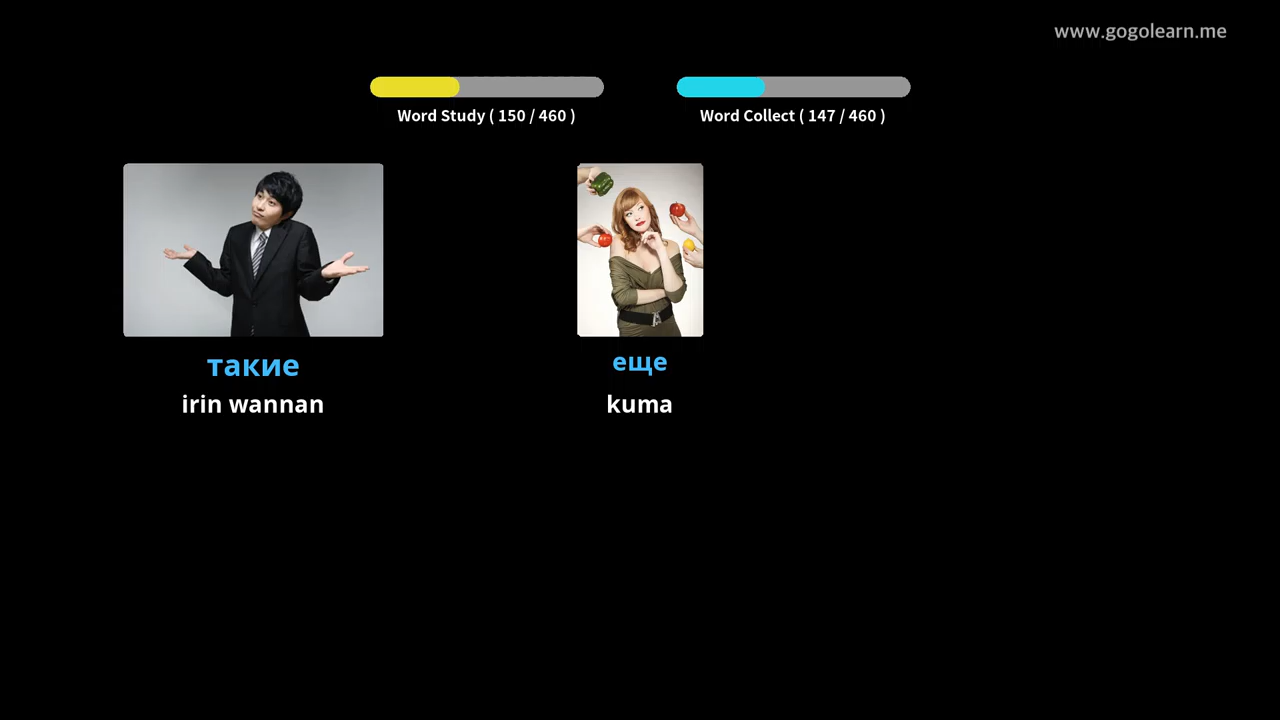 www.gogolearn.me
Word Study ( 150 / 460 )
Word Collect ( 147 / 460 )
такие
irin wannan
еще
kuma